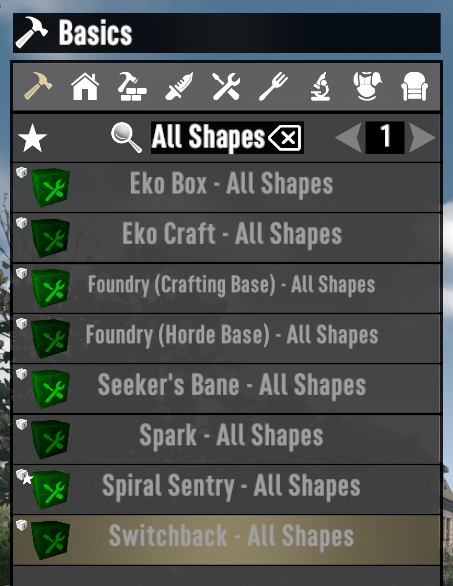 Basics
All Shapes
1
Eko Box - All Shapes
Eko Craft - All Shapes
Foundry (Crafting Base) - All Shapes
Foundry (Horde Base) - All Shapes
Seeker's Bane - All Shapes
Spark - All Shapes
Spiral Sentry - All Shapes
Switchback - All Shapes